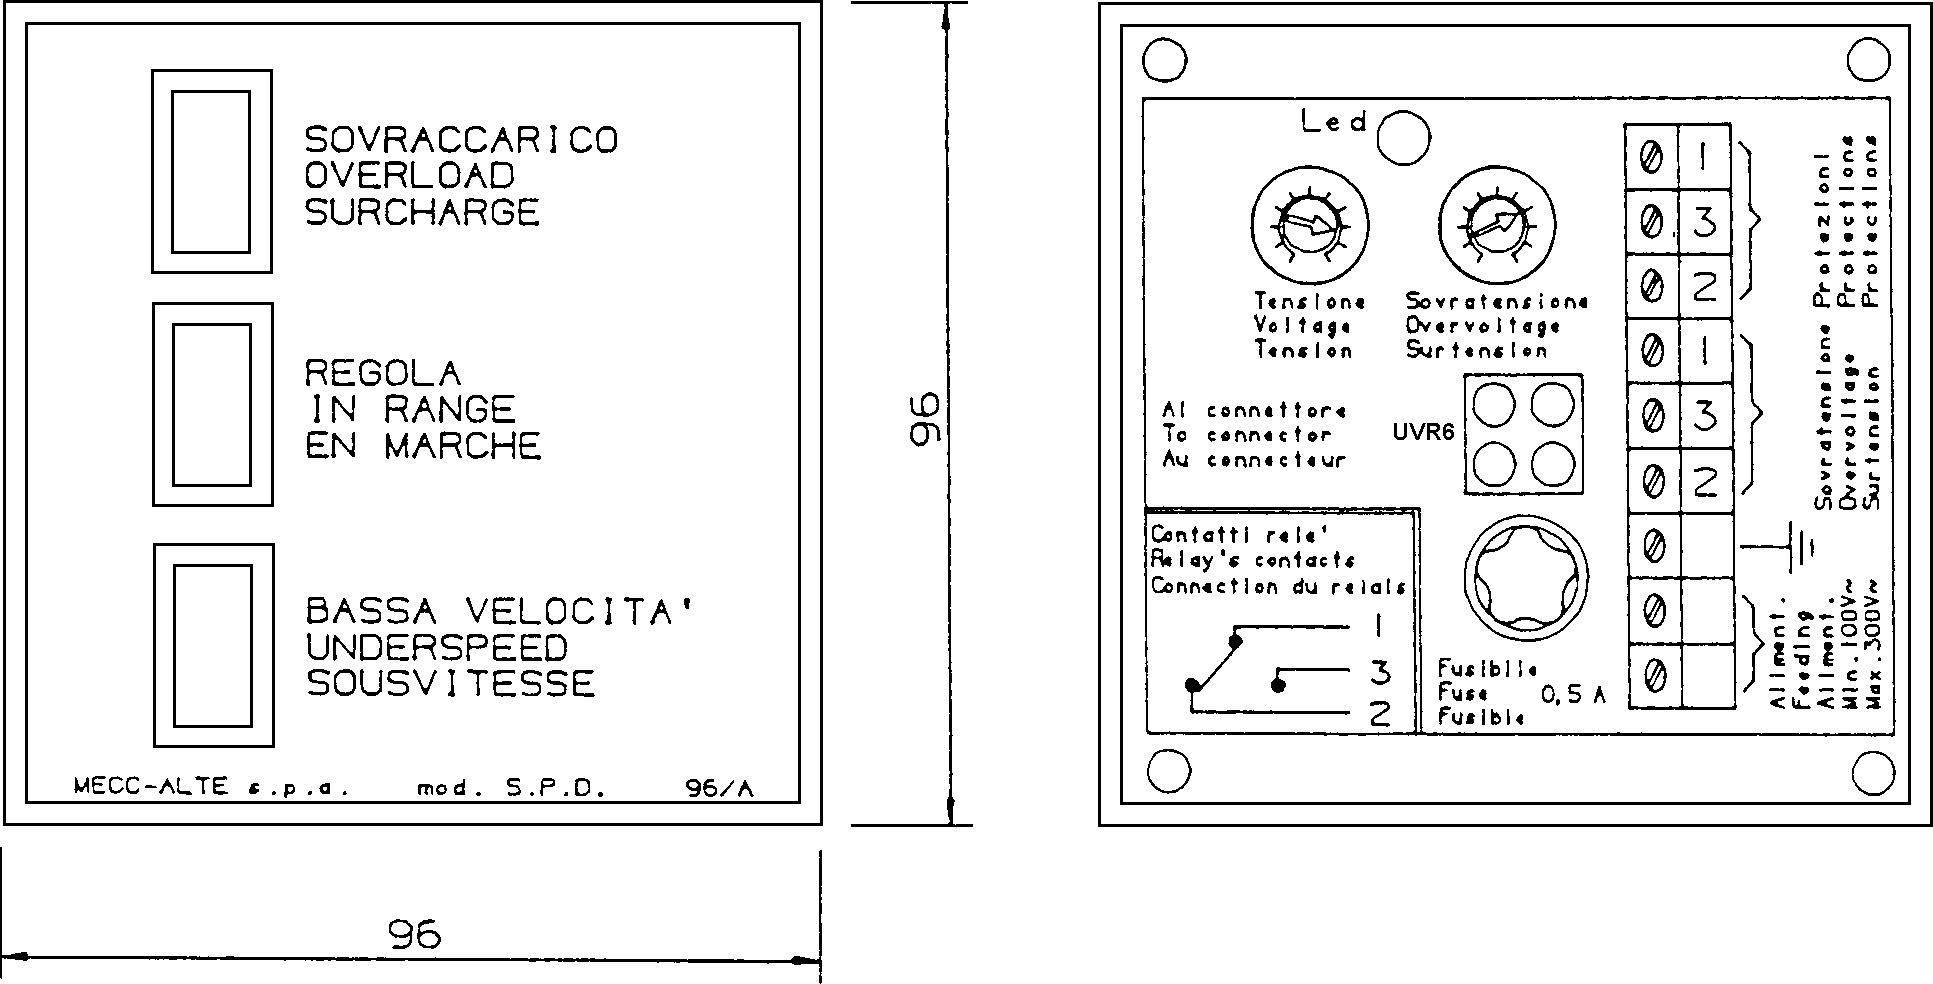 SOVRACCARICO
OVERLOAD
SURCHARGE
REGOLA
IN RANGE
EN MARCHE
BASSA VELOCITA'
UNDERSPEED
SOUSVITESSE
MECC-ALTE s.p.a. mod. S.P.D. 96/A
96
96
Led
Tensione
Voltage
Tension
Sovratensione
Overvoltage
Surtension
Al connettore
To connector
Au connecteur
UVR6
Contatti rele'
Relay's contacts
Connection du relais
1
3
2
Fusibile
Fuse
Fusible
0,5 A
1
3
2
1
3
2
Protezioni
Protections
Protections
Sovratensione
Overvoltage
Surtension
Aliment.
Feeding
Aliment.
Min.100V~
Max.300V~